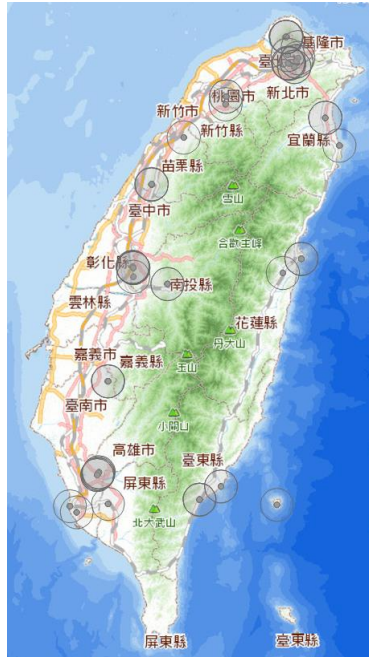 基隆市
臺北
新北市
桃園市
新竹市
新竹縣
宜蘭縣
苗栗縣
雪山
臺中市
合歡主峰
彰化縣
南投縣
雲林縣
花蓮縣
丹大山
嘉義市
嘉義縣
玉山
臺南市
小關山
高雄市
臺東縣
屏東縣
北大武山
屏東縣
臺東縣